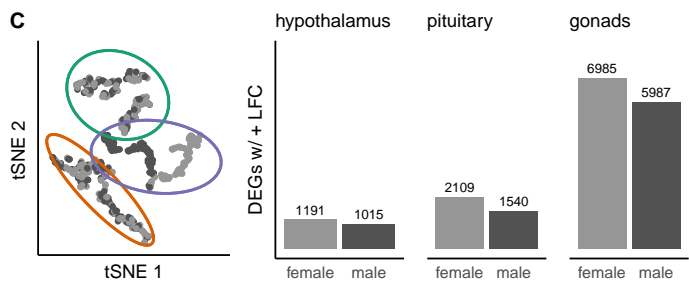 C
tSNE 2
tSNE 1
DEGs w/ + LFC
hypothalamus
1191
1015
female
male
pituitary
2109
1540
female
male
gonads
6985
5987
female
male